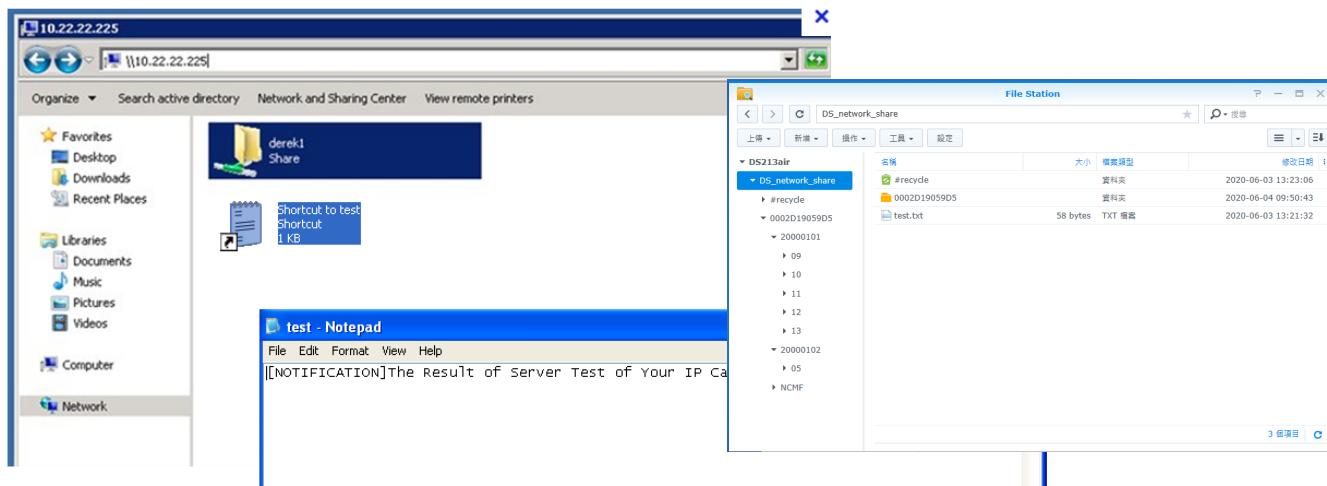 10.22.22.225
\\10.22.22.225
Organize Search active directory Network and Sharing Center View remote printers
Favorites
Desktop
Downloads
Recent Places
Libraries
Documents
Music
Pictures
Videos
Computer
Network
derek1
Share
Shortcut to test
Shortcut
1 KB
test - Notepad
File Edit Format View Help
[NOTIFICATION]The Result of Server Test of Your IP Ca
File Station
DS_network_share
搜尋
上傳 新增 操作 工具 設定
DS213air
DS_network_share
#recycle
0002D19059D5
20000101
09
10
11
12
13
20000102
05
NCMF
名稱 大小 檔案類型 修改日期
#recycle 資料夾 2020-06-03 13:23:06
0002D19059D5 資料夾 2020-06-04 09:50:43
test.txt 58 bytes TXT 檔案 2020-06-03 13:21:32
3 個項目